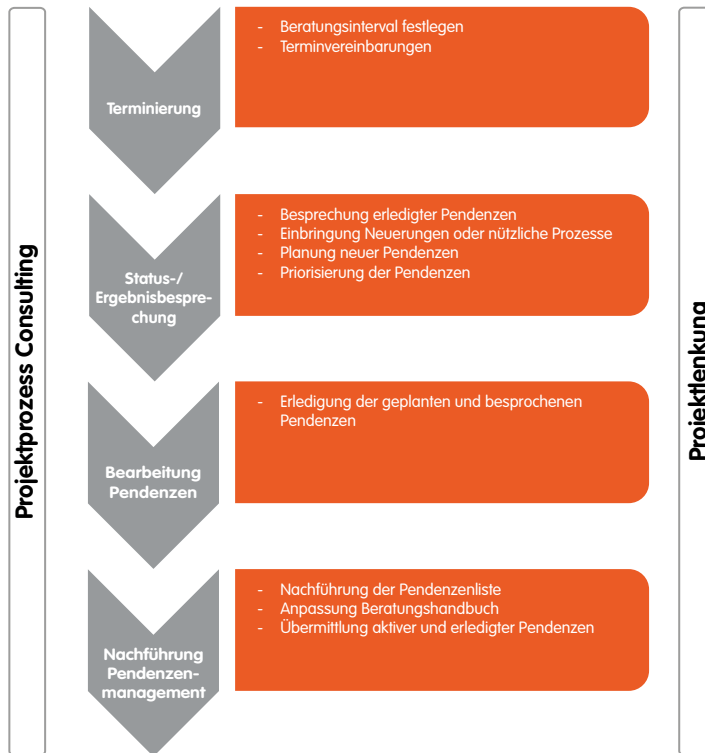 Projektprozess Consulting
Terminierung
- Beratungsinterval festlegen
- Terminvereinbarungen
Status-/
Ergebnisbespre-
chung
- Besprechung erledigter Pendenzen
- Einbringung Neuerungen oder nützliche Prozesse
- Planung neuer Pendenzen
- Priorisierung der Pendenzen
Bearbeitung
Pendenzen
- Erledigung der geplanten und besprochenen
Pendenzen
Nachführung
Pendenzen-
management
- Nachführung der Pendenzenliste
- Anpassung Beratungshandbuch
- Übermittlung aktiver und erledigter Pendenzen
Projektlenkung